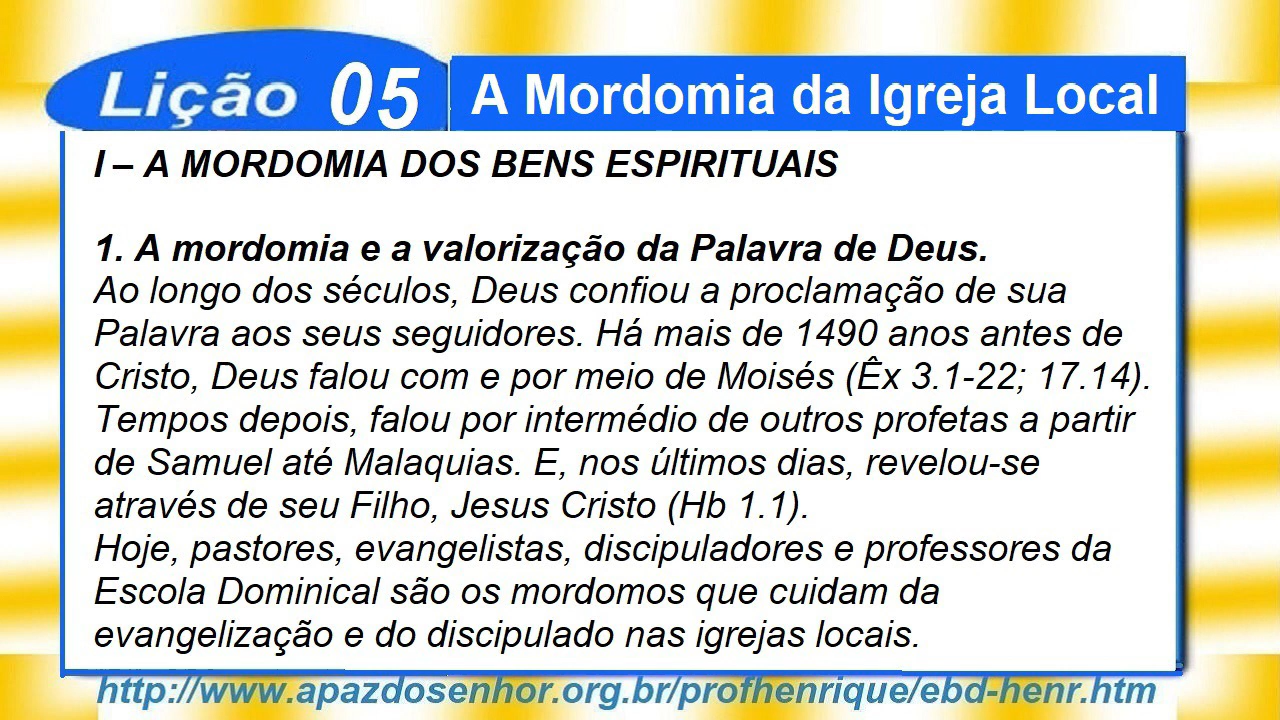 Lição 05 A Mordomia da Igreja Local
I – A MORDOMIA DOS BENS ESPIRITUAIS
1. A mordomia e a valorização da Palavra de Deus.
Ao longo dos séculos, Deus confiou a proclamação de sua
Palavra aos seus seguidores. Há mais de 1490 anos antes de
Cristo, Deus falou com e por meio de Moisés (Êx 3.1-22; 17.14).
Tempos depois, falou por intermédio de outros profetas a partir
de Samuel até Malaquias. E, nos últimos dias, revelou-se
através de seu Filho, Jesus Cristo (Hb 1.1).
Hoje, pastores, evangelistas, discipuladores e professores da
Escola Dominical são os mordomos que cuidam da
evangelização e do discipulado nas igrejas locais.
http://www.apazdosenhor.org.br/profhenrique/ebd-henr.htm